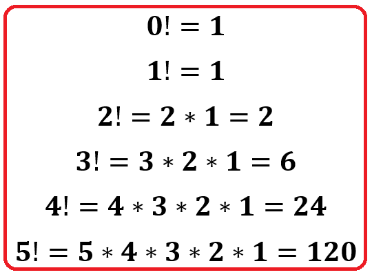 0! = 1
1! = 1
2! = 2 * 1 = 2
3! = 3 * 2 * 1 = 6
4! = 4 * 3 * 2 * 1 = 24
5! = 5 * 4 * 3 * 2 * 1 = 120